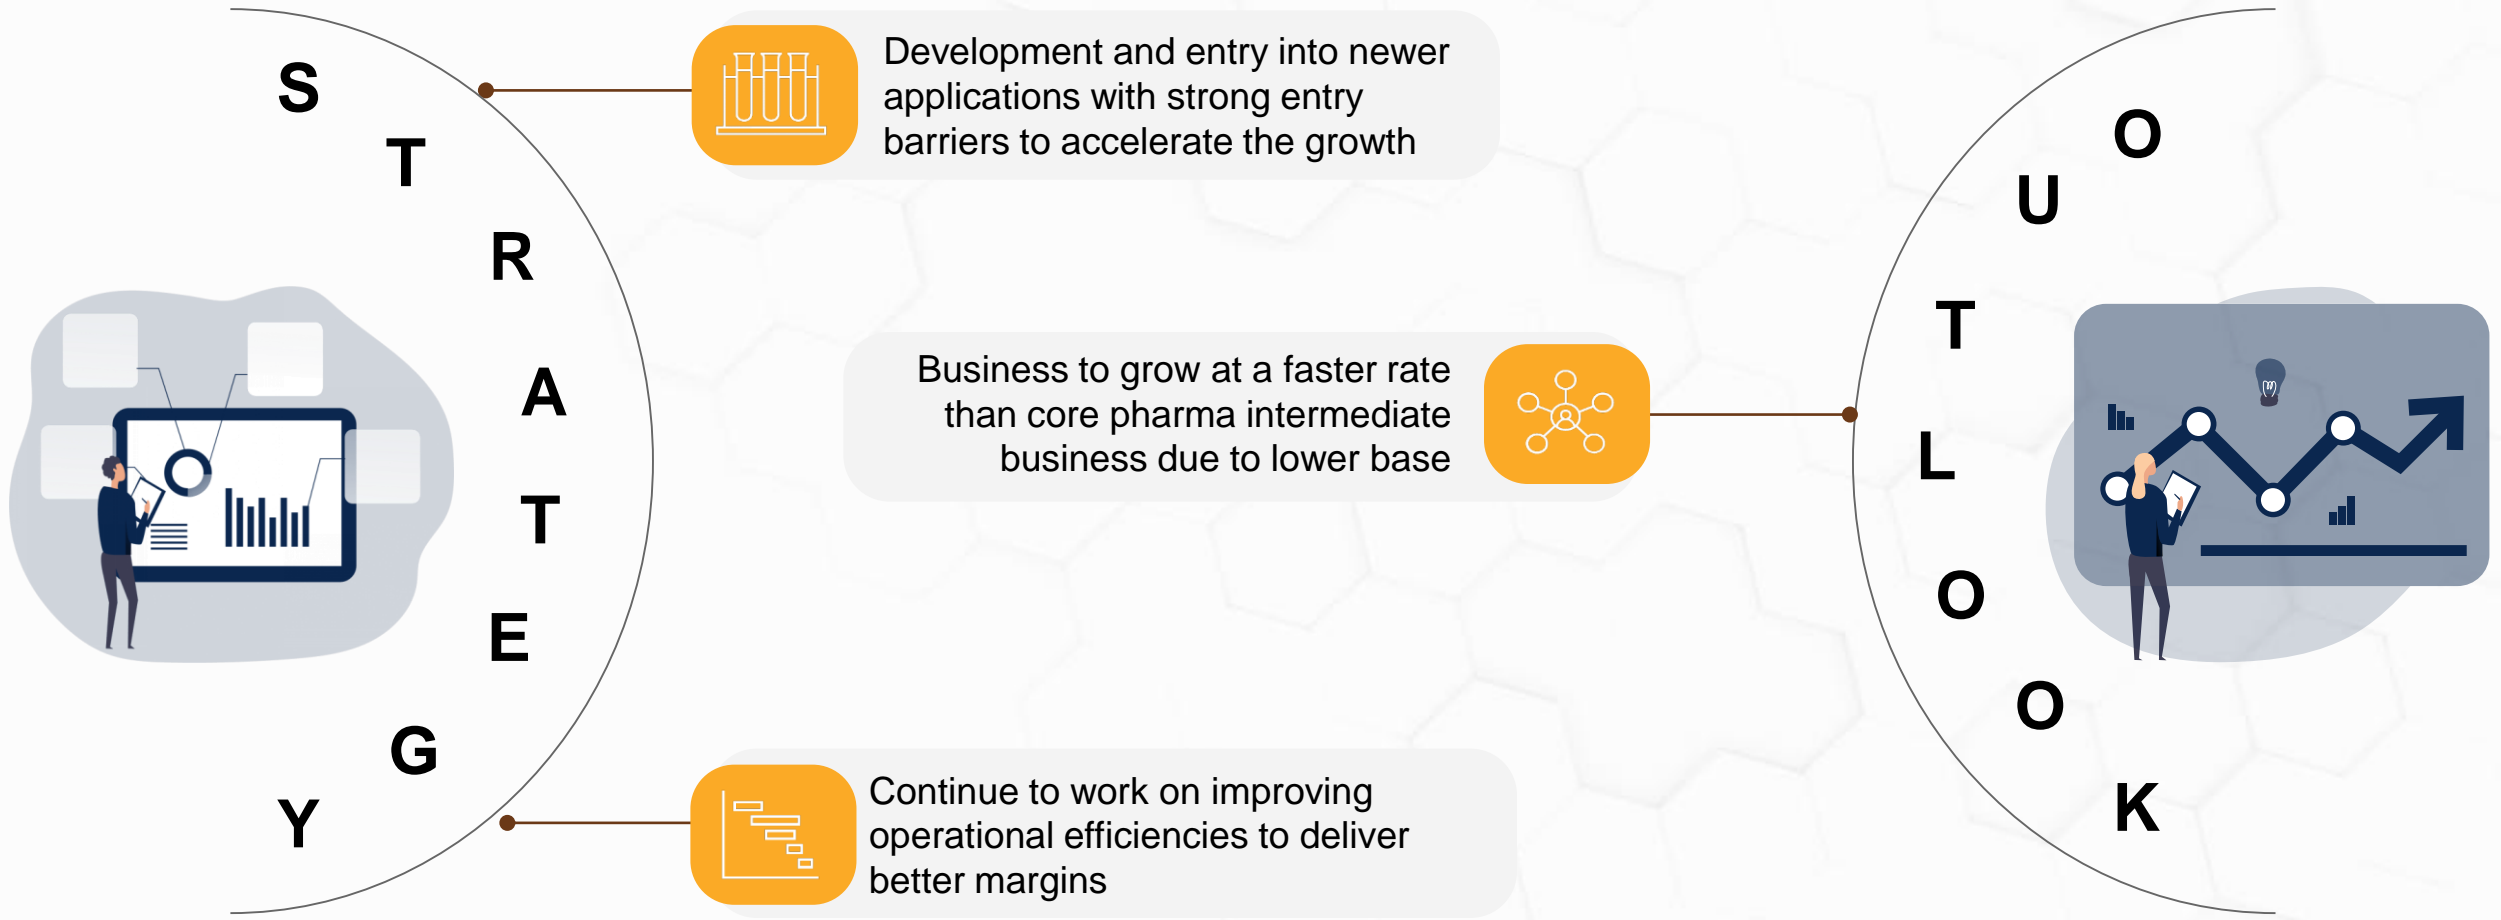 STRATEGY
Development and entry into newer
applications with strong entry
barriers to accelerate the growth
Business to grow at a faster rate
than core pharma intermediate
business due to lower base
Continue to work on improving
operational efficiencies to deliver
better margins
OUTLOOK